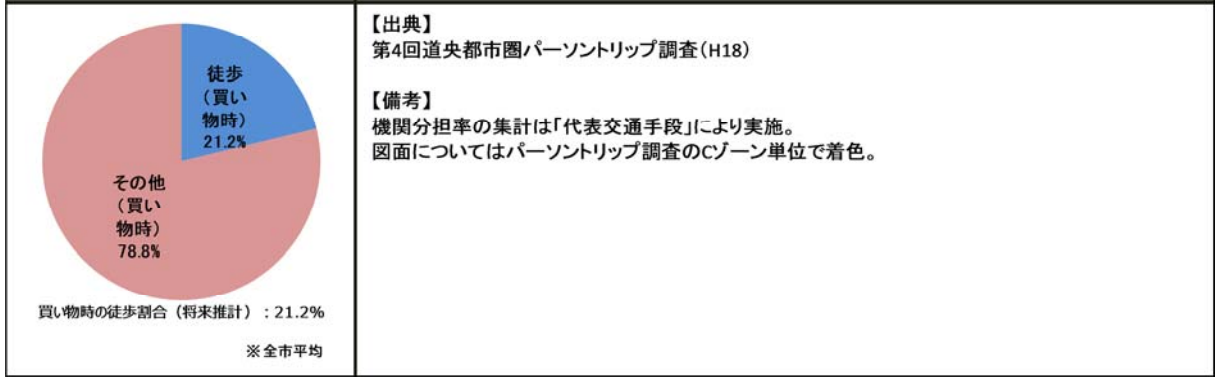 徒歩
（買い
物時）
21.2%
その他
（買い
物時）
78.8%
買い物時の徒歩割合（将来推計）：21.2%
※全市平均
【出典】
第4回道央都市圏パーソントリップ調査（H18）
【備考】
機関分担率の集計は「代表交通手段」により実施。
図面についてはパーソントリップ調査のCゾーン単位で着色。